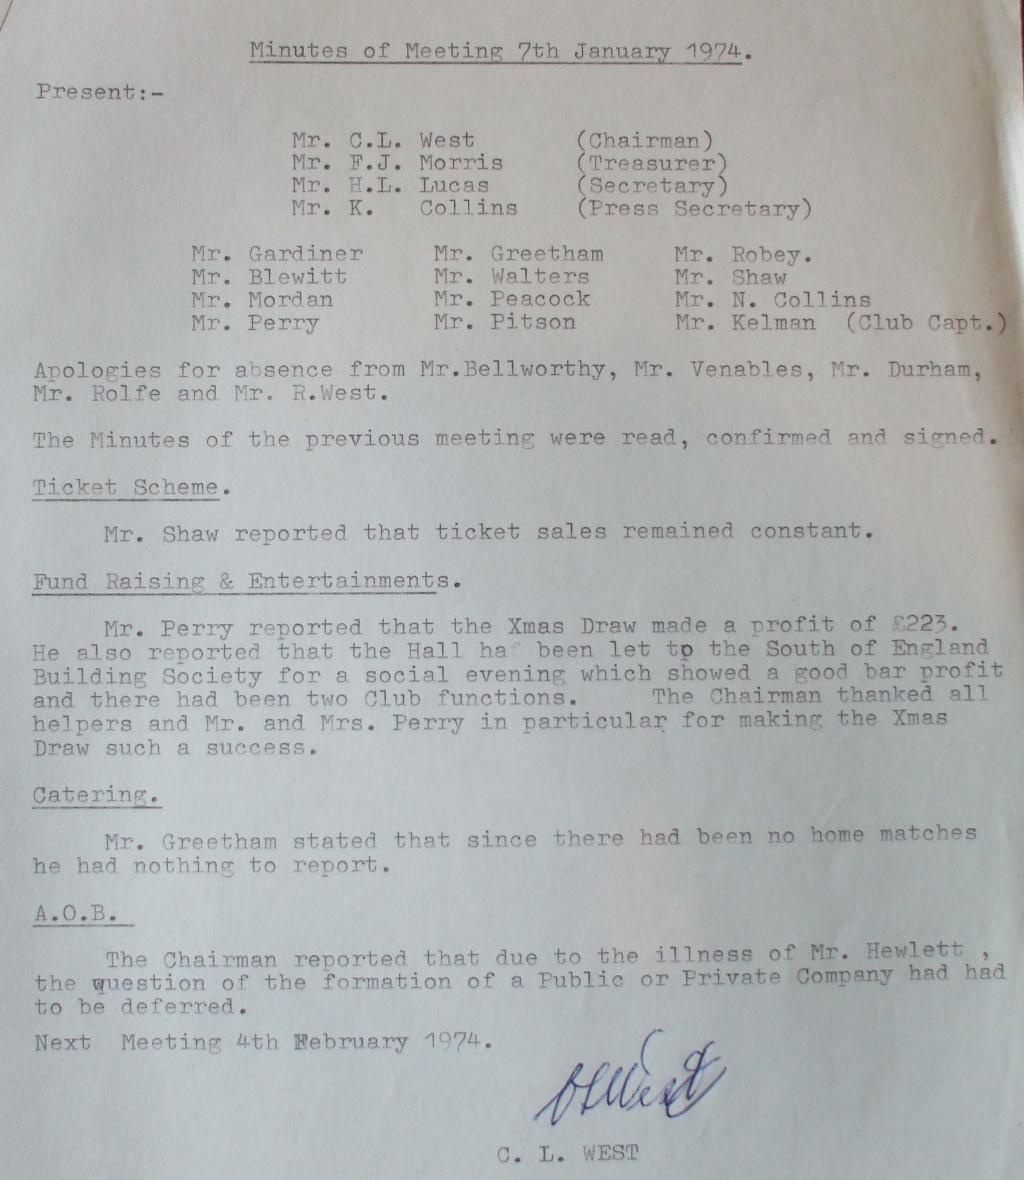 Minutes of Meeting 7th January 1974.
Present:-
Mr. C.L. West (Chairman)
Mr. F.J. Morris (Treasurer)
Mr. H.L. Lucas (Secretary)
Mr. K. Collins (Press Secretary)
Mr. Gardiner Mr. Greetham Mr. Robey.
Mr. Blewitt Mr. Walters Mr. Shaw
Mr. Mordan Mr. Peacock Mr. N. Collins
Mr. Perry Mr. Pitson Mr. Kelman (Club Capt.)
Apologies for absence from Mr.Bellworthy, Mr. Venables, Mr. Durham,
Mr. Rolfe and Mr. R.West.
The Minutes of the previous meeting were read, confirmed and signed.
Ticket Scheme.
Mr. Shaw reported that ticket sales remained constant.
Fund Raising & Entertainments.
Mr. Perry reported that the Xmas Draw made a profit of £223.
He also reported that the Hall had been let to the South of England
Building Society for a social evening which showed a good bar profit
and there had been two Club functions. The Chairman thanked all
helpers and Mr. and Mrs. Perry in particular for making the Xmas
Draw such a success.
Catering.
Mr. Greetham stated that since there had been no home matches
he had nothing to report.
A.O.B.
The Chairman reported that due to the illness of Mr. Hewlett ,
the question of the formation of a Public or Private Company had had
to be deferred.
Next Meeting 4th February 1974.
CLWest
C. L. WEST